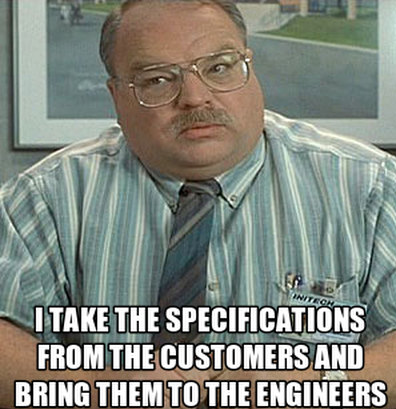 INITECH
I TAKE THE SPECIFICATIONS
FROM THE CUSTOMERS AND
BRING THEM TO THE ENGINEERS